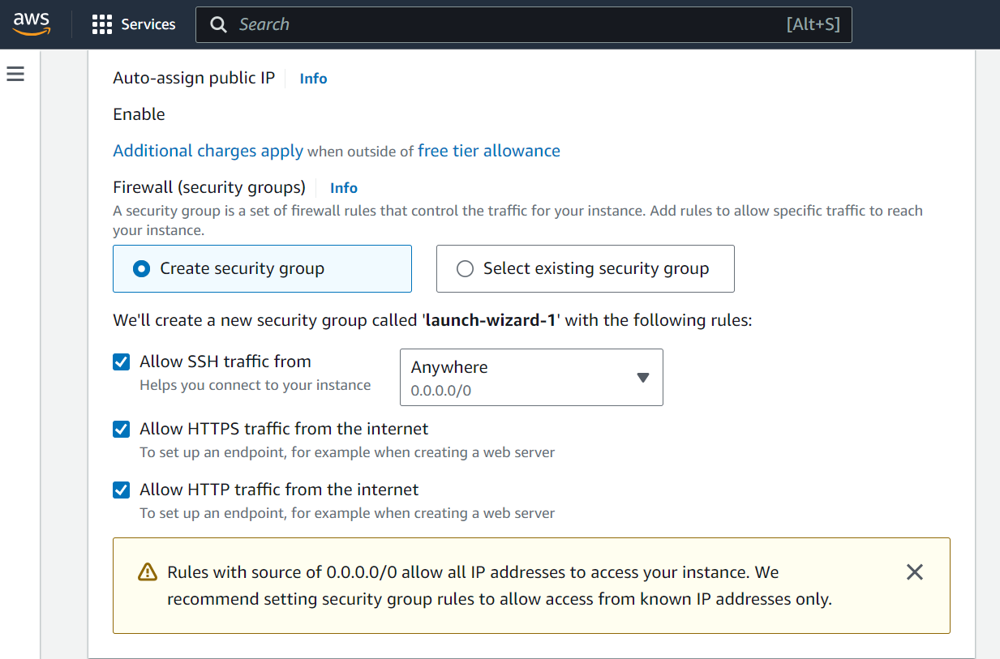 aws
Services
Search
[Alt+S]
Auto-assign public IP
Info
Enable
Additional charges apply when outside of free tier allowance
Firewall (security groups)
Info
A security group is a set of firewall rules that control the traffic for your instance. Add rules to allow specific traffic to reach
your instance.
Create security group
Select existing security group
We'll create a new security group called 'launch-wizard-1' with the following rules:
Allow SSH traffic from
Helps you connect to your instance
Anywhere
0.0.0.0/0
Allow HTTPS traffic from the internet
To set up an endpoint, for example when creating a web server
Allow HTTP traffic from the internet
To set up an endpoint, for example when creating a web server
Rules with source of 0.0.0.0/0 allow all IP addresses to access your instance. We
recommend setting security group rules to allow access from known IP addresses only.